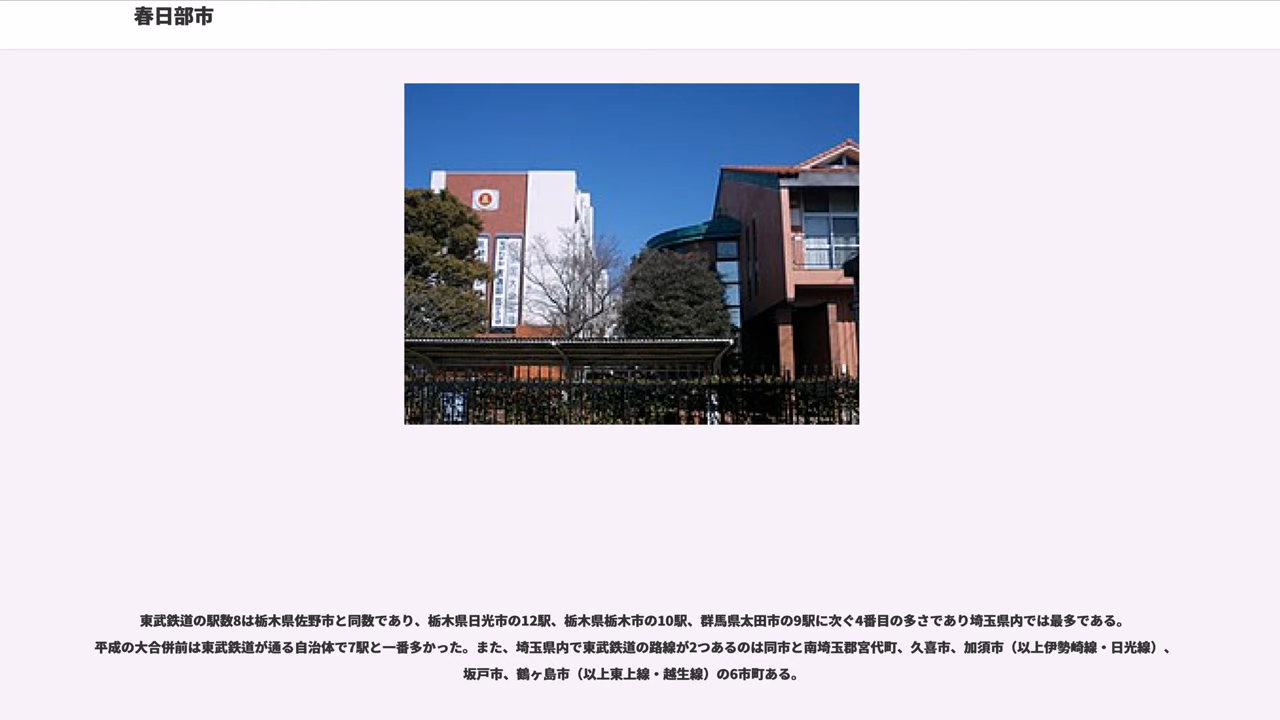 春日部市
東武鉄道の駅数8は栃木県佐野市と同数であり、栃木県日光市の12駅、栃木県栃木市の10駅、群馬県太田市の9駅に次ぐ4番目の多さであり埼玉県内では最多である。
平成の大合併前は東武鉄道が通る自治体で7駅と一番多かった。また、埼玉県内で東武鉄道の路線が2つあるのは同市と南埼玉郡宮代町、久喜市、加須市（以上伊勢崎線・日光線）、
坂戸市、鶴ヶ島市（以上東上線・越生線）の6市町ある。